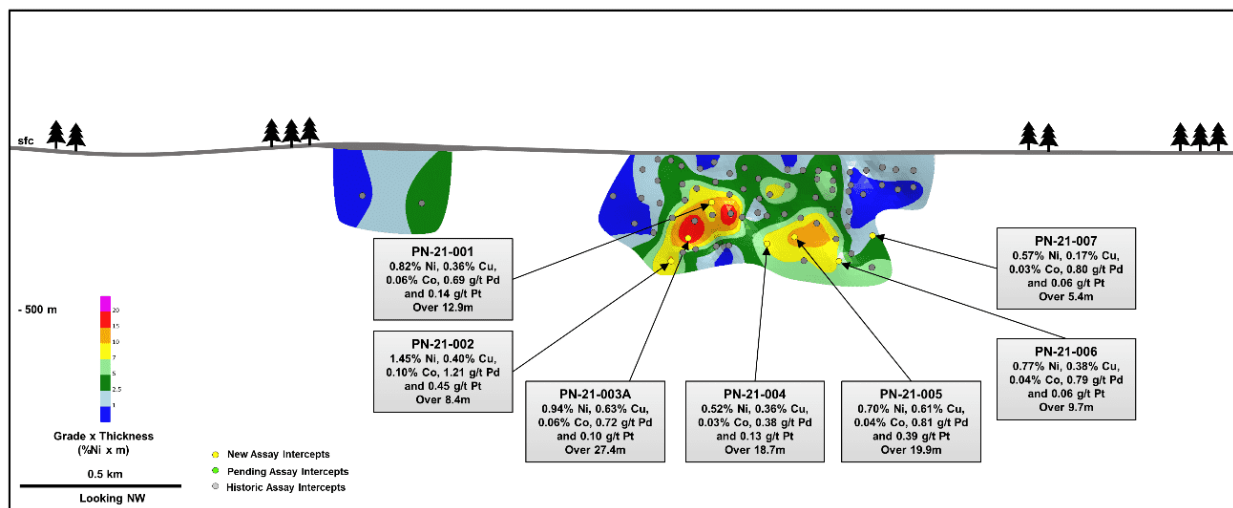 sfc
PN-21-001
0.82% Ni, 0.36% Cu,
0.06% Co, 0.69 g/t Pd
and 0.14 g/t Pt
Over 12.9m
PN-21-007
0.57% Ni, 0.17% Cu,
0.03% Co, 0.80 g/t Pd
and 0.06 g/t Pt
Over 5.4m
- 500 m
20
15
10
7
5
2.5
1
Grade x Thickness
(%Ni x m)
0.5 km
Looking NW
PN-21-002
1.45% Ni, 0.40% Cu,
0.10% Co, 1.21 g/t Pd
and 0.45 g/t Pt
Over 8.4m
PN-21-003A
0.94% Ni, 0.63% Cu,
0.06% Co, 0.72 g/t Pd
and 0.10 g/t Pt
Over 27.4m
PN-21-004
0.52% Ni, 0.36% Cu,
0.03% Co, 0.38 g/t Pd
and 0.13 g/t Pt
Over 18.7m
PN-21-005
0.70% Ni, 0.61% Cu,
0.04% Co, 0.81 g/t Pd
and 0.39 g/t Pt
Over 19.9m
PN-21-006
0.77% Ni, 0.38% Cu,
0.04% Co, 0.79 g/t Pd
and 0.06 g/t Pt
Over 9.7m
New Assay Intercepts
Pending Assay Intercepts
Historic Assay Intercepts